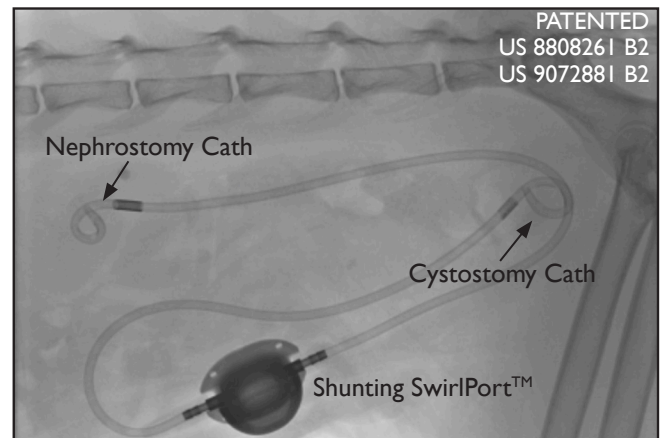 PATENTED
US 8808261 B2
US 9072881 B2
Nephrostomy Cath
Cystostomy Cath
Shunting SwirlPort™